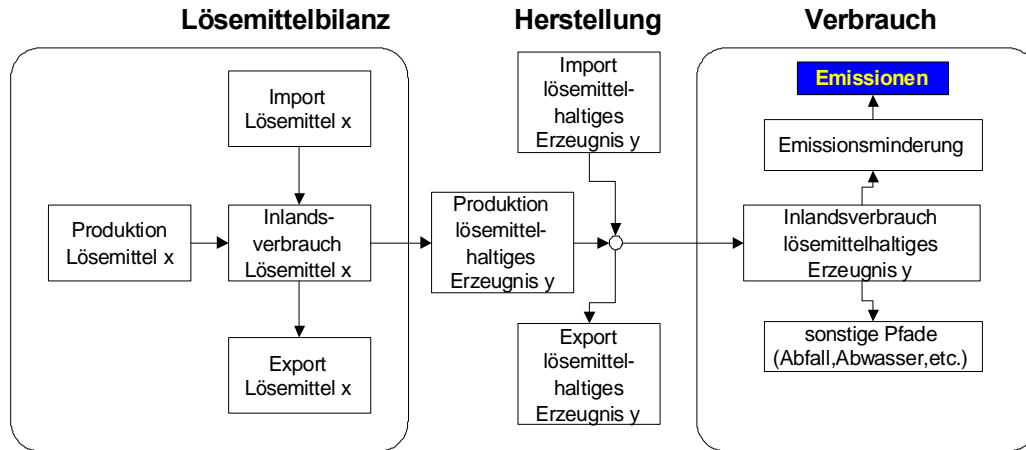 Lösemittelbilanz
Herstellung
Verbrauch
Import
Lösemittel x
Produktion
Lösemittel x
Inlands-
verbrauch
Lösemittel x
Export
Lösemittel x
Import
lösemittel-
haltiges
Erzeugnis y
Produktion
lösemittel-
haltiges
Erzeugnis y
Export
lösemittel-
haltiges
Erzeugnis y
Emissionen
Emissionsminderung
Inlandsverbrauch
lösemittelhaltiges
Erzeugnis y
sonstige Pfade
(Abfall,Abwasser,etc.)